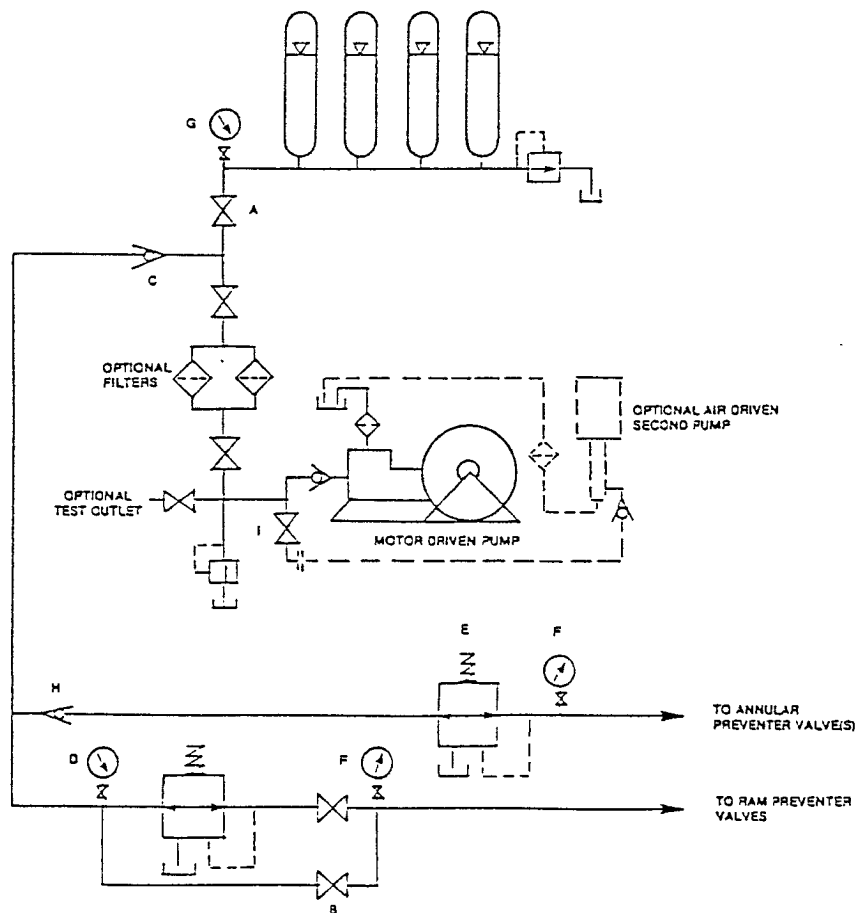 G
A
C
OPTIONAL
FILTERS
OPTIONAL AIR DRIVEN
SECOND PUMP
OPTIONAL
TEST OUTLET
I
MOTOR DRIVEN PUMP
E
F
H
TO ANNULAR
PREVENTER VALVE(S)
D
F
TO RAM PREVENTER
VALVES
B